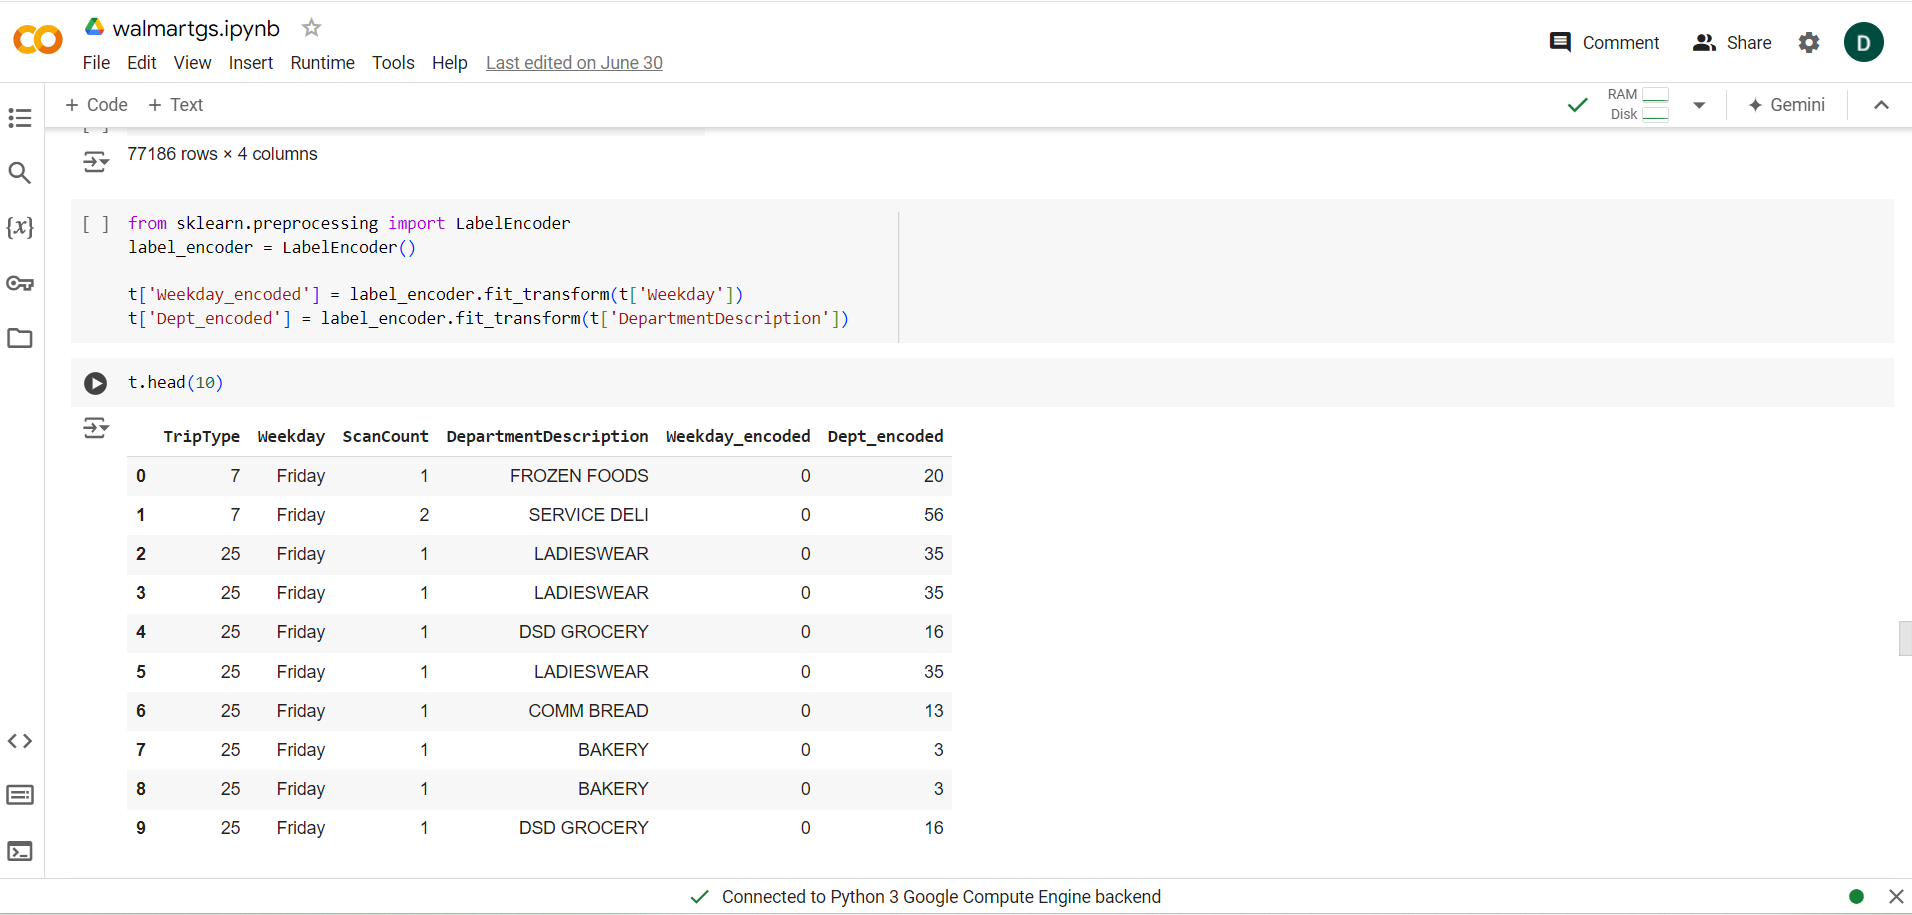 walmartgs.ipynb
File Edit View Insert Runtime Tools Help Last edited on June 30
Comment Share D
+ Code + Text
RAM
Disk
Gemini
77186 rows × 4 columns
[ ] from sklearn.preprocessing import LabelEncoder
label_encoder = LabelEncoder()
t['Weekday_encoded'] = label_encoder.fit_transform(t['Weekday'])
t['Dept_encoded'] = label_encoder.fit_transform(t['DepartmentDescription'])
t.head(10)
TripType Weekday ScanCount DepartmentDescription Weekday_encoded Dept_encoded
0 7 Friday 1 FROZEN FOODS 0 20
1 7 Friday 2 SERVICE DELI 0 56
2 25 Friday 1 LADIESWEAR 0 35
3 25 Friday 1 LADIESWEAR 0 35
4 25 Friday 1 DSD GROCERY 0 16
5 25 Friday 1 LADIESWEAR 0 35
6 25 Friday 1 COMM BREAD 0 13
7 25 Friday 1 BAKERY 0 3
8 25 Friday 1 BAKERY 0 3
9 25 Friday 1 DSD GROCERY 0 16
Connected to Python 3 Google Compute Engine backend